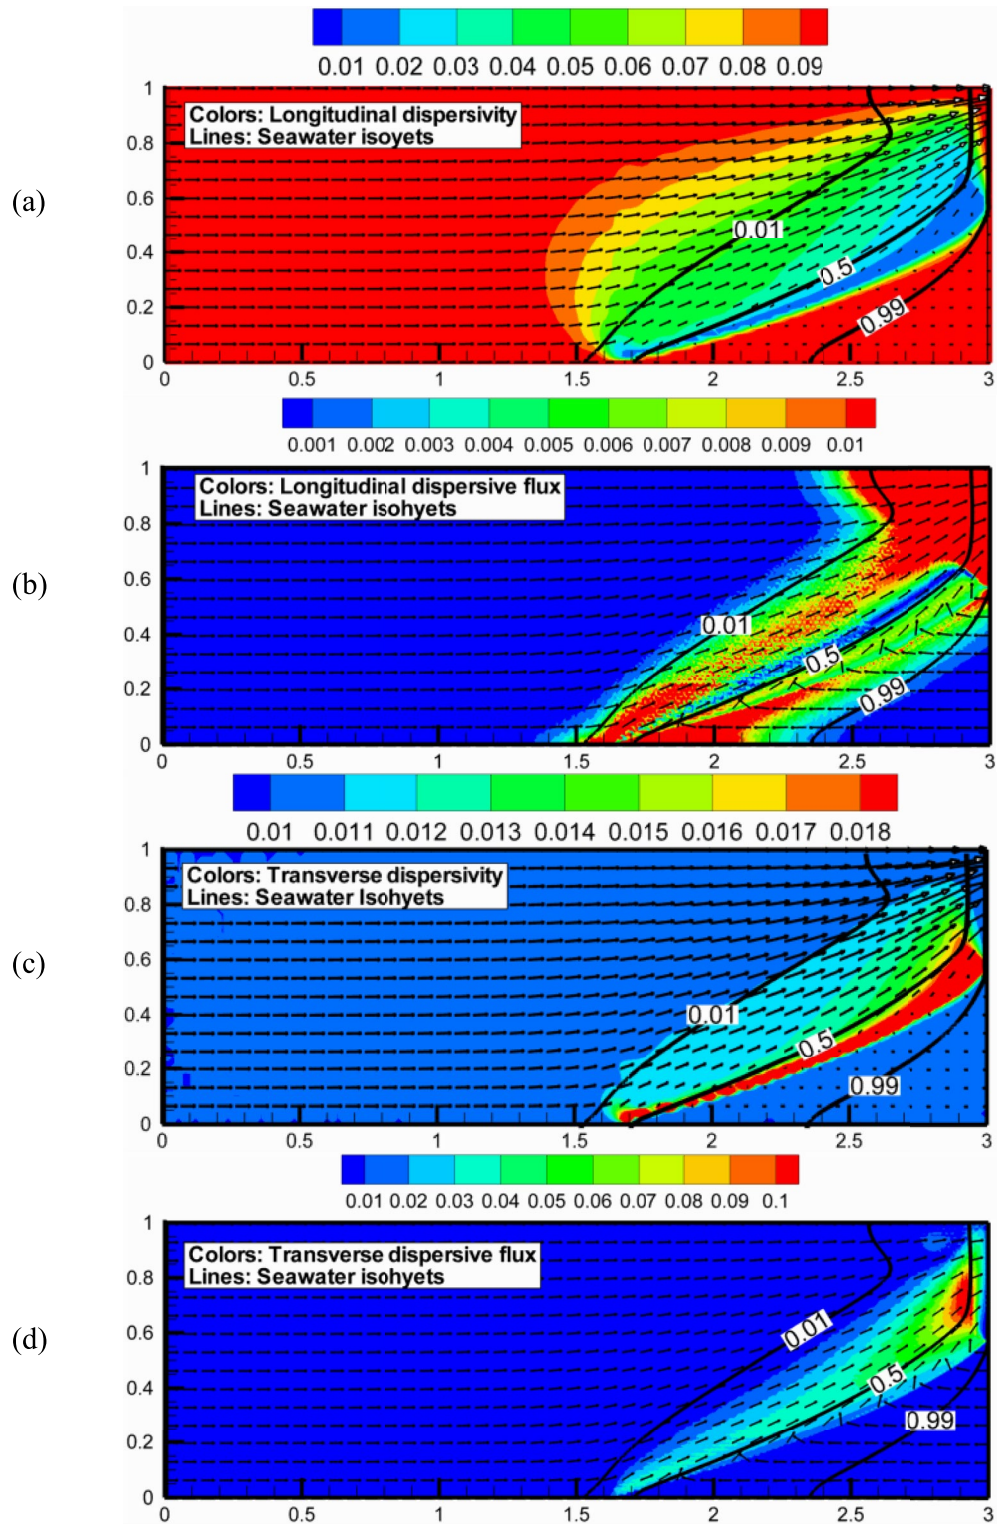 0.01 0.02 0.03 0.04 0.05 0.06 0.07 0.08 0.09
(a)
Colors: Longitudinal dispersivity
Lines: Seawater isoyets
1
0.8
0.6
0.4
0.2
0
0.01
0.5
0.99
0 0.5 1 1.5 2 2.5 3
0.001 0.002 0.003 0.004 0.005 0.006 0.007 0.008 0.009 0.01
(b)
Colors: Longitudinal dispersive flux
Lines: Seawater isohyets
1
0.8
0.6
0.4
0.2
0
0.01
0.5
0.99
0 0.5 1 1.5 2 2.5 3
0.01 0.011 0.012 0.013 0.014 0.015 0.016 0.017 0.018
(c)
Colors: Transverse dispersivity
Lines: Seawater Isohyets
1
0.8
0.6
0.4
0.2
0
0.01
0.5
0.99
0 0.5 1 1.5 2 2.5 3
0.01 0.02 0.03 0.04 0.05 0.06 0.07 0.08 0.09 0.1
(d)
Colors: Transverse dispersive flux
Lines: Seawater isohyets
1
0.8
0.6
0.4
0.2
0
0.01
0.5
0.99
0 0.5 1 1.5 2 2.5 3